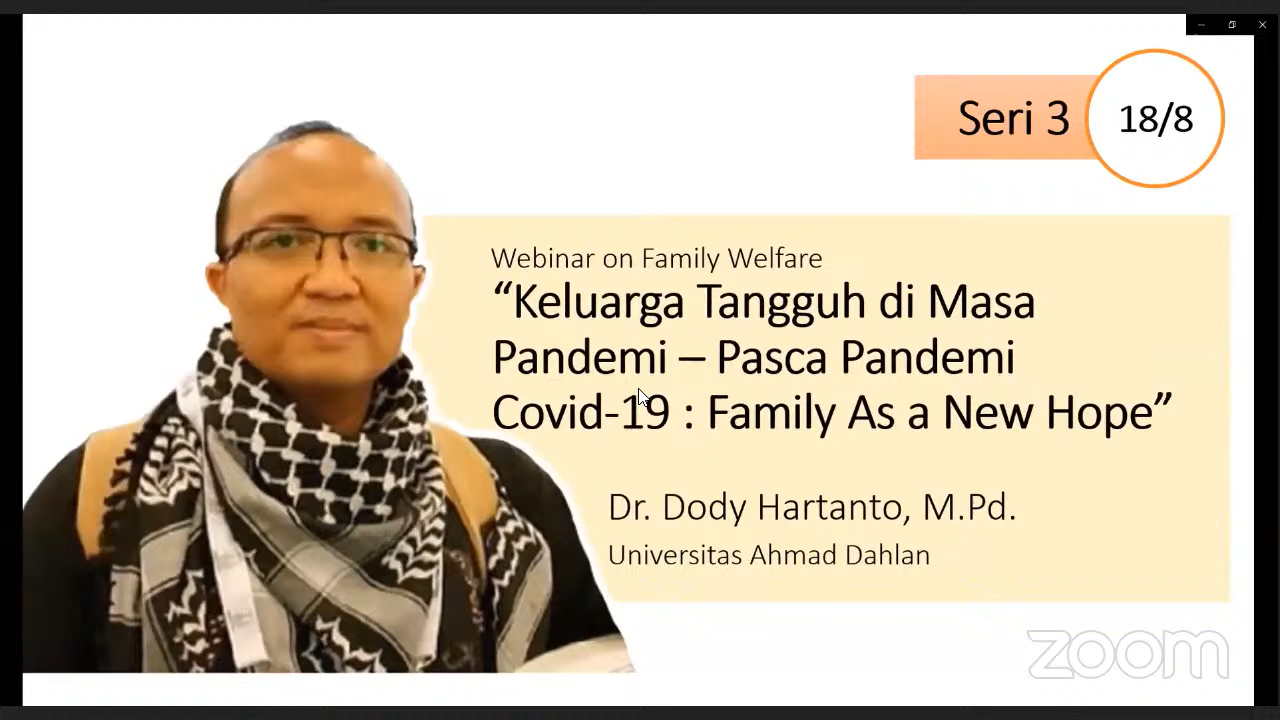 Seri 3
18/8
Webinar on Family Welfare
“Keluarga Tangguh di Masa
Pandemi – Pasca Pandemi
Covid-19 : Family As a New Hope”
Dr. Dody Hartanto, M.Pd.
Universitas Ahmad Dahlan
zoom